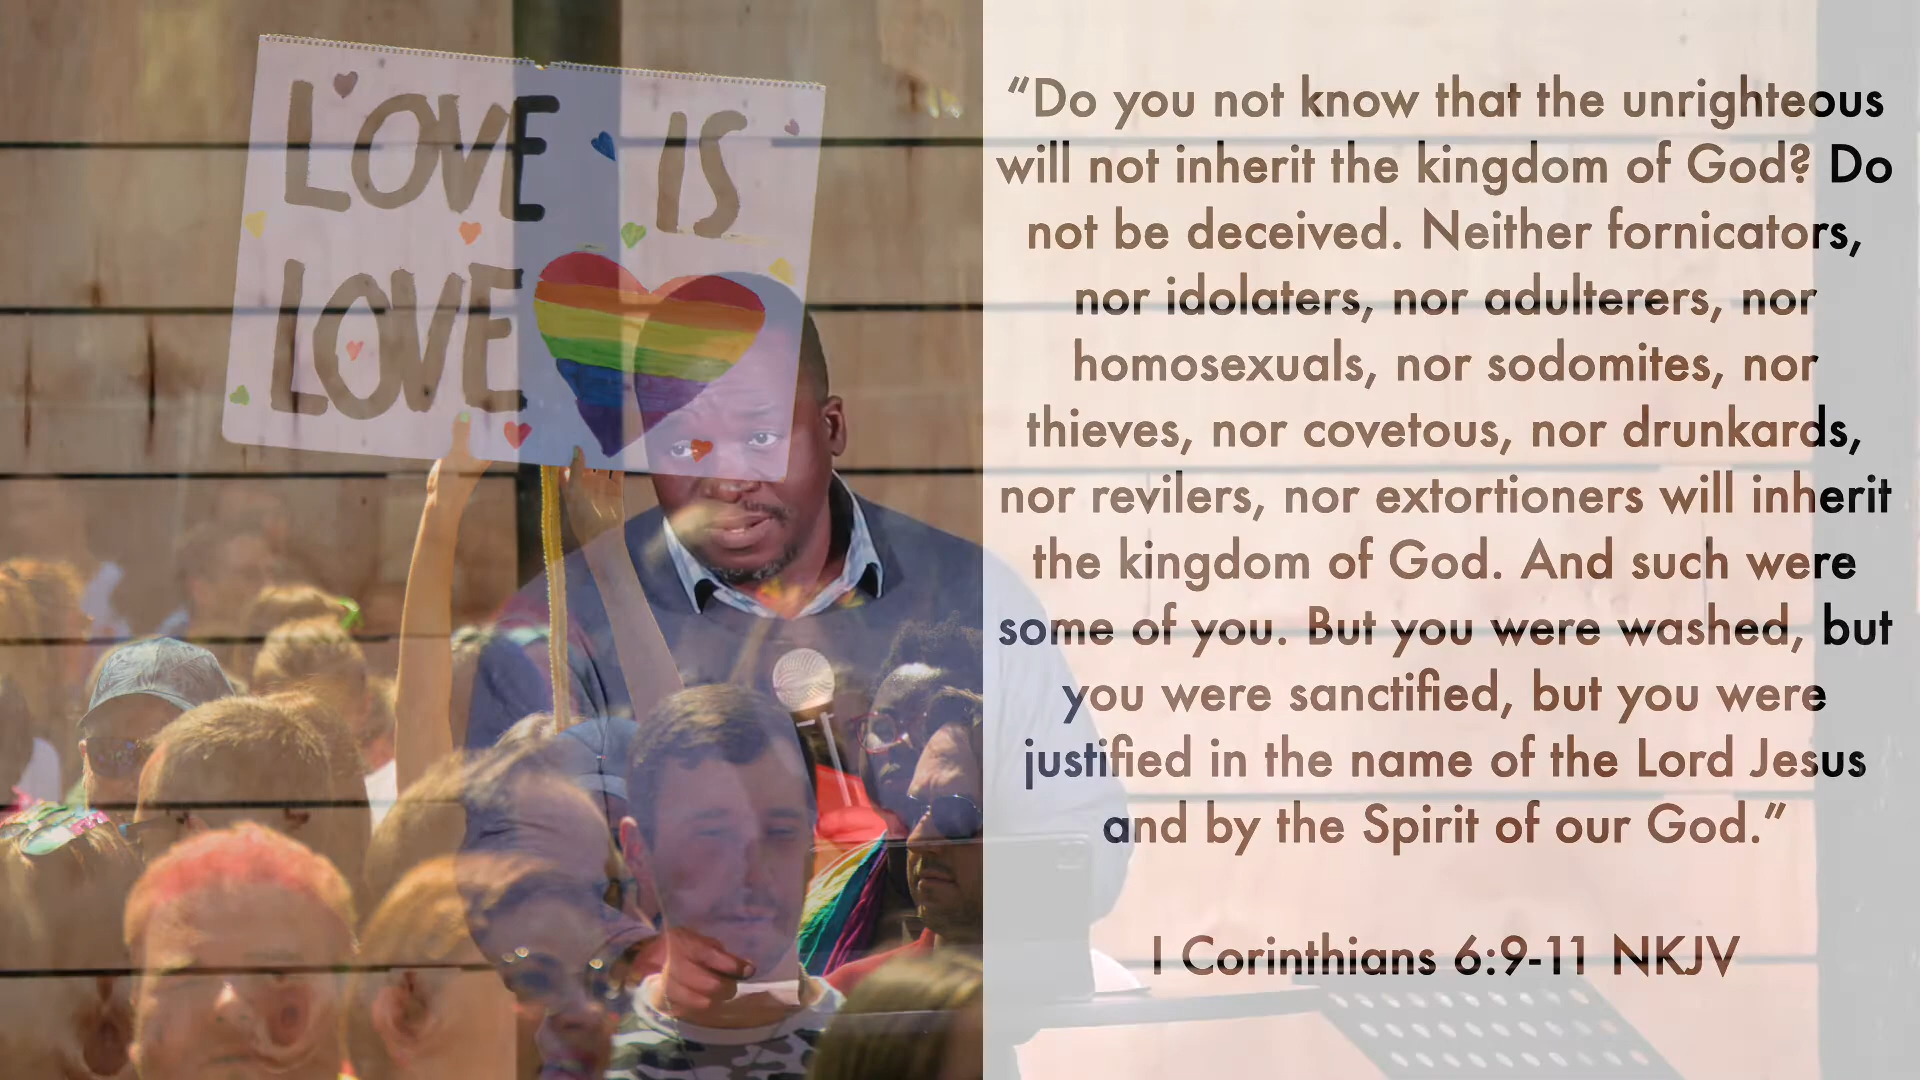 LOVE IS
LOVE
“Do you not know that the unrighteous
will not inherit the kingdom of God? Do
not be deceived. Neither fornicators,
nor idolaters, nor adulterers, nor
homosexuals, nor sodomites, nor
thieves, nor covetous, nor drunkards,
nor revilers, nor extortioners will inherit
the kingdom of God. And such were
some of you. But you were washed, but
you were sanctified, but you were
justified in the name of the Lord Jesus
and by the Spirit of our God.”
I Corinthians 6:9-11 NKJV